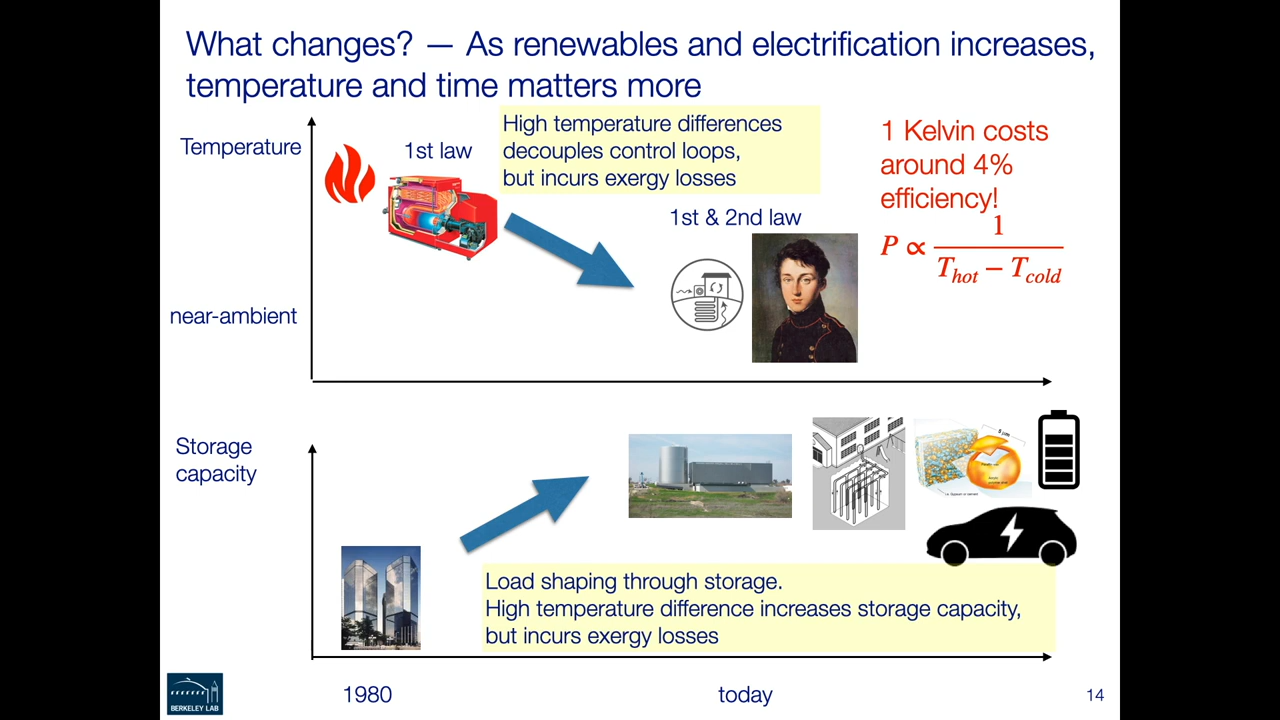 What changes? — As renewables and electrification increases,
temperature and time matters more
Temperature
1st law
High temperature differences
decouples control loops,
but incurs exergy losses
1 Kelvin costs
around 4%
efficiency!
P ∝ 1 / (T_hot − T_cold)
1st & 2nd law
near-ambient
Storage
capacity
5 µm
Load shaping through storage.
High temperature difference increases storage capacity,
but incurs exergy losses
BERKELEY LAB
1980
today
14